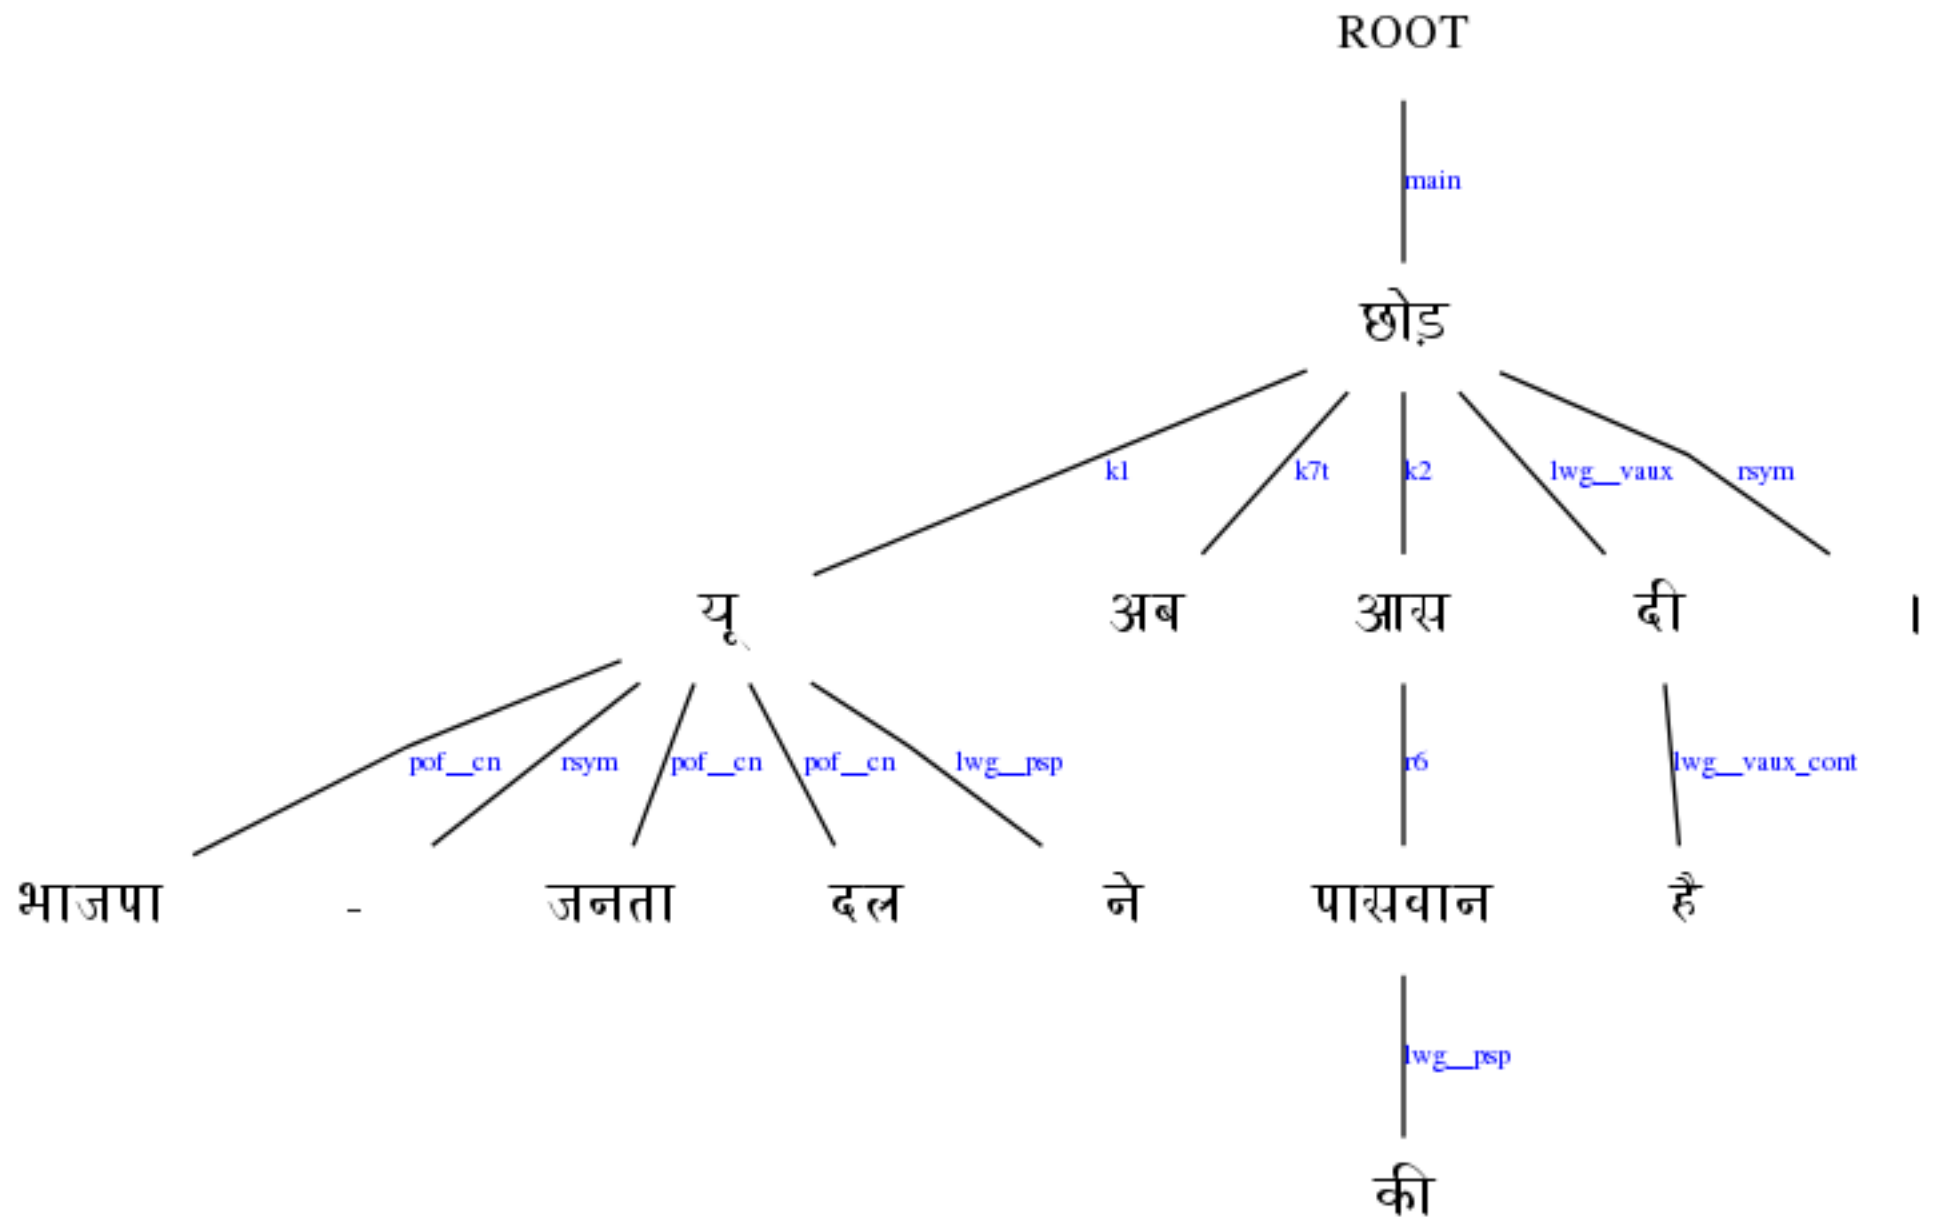 ROOT
main
छोड़
k1 k7t k2 lwg__vaux rsym
यू अब आस दी ।
pof__cn rsym pof__cn pof__cn lwg__psp r6 lwg__vaux_cont
भाजपा - जनता दल ने पासवान है
lwg__psp
की